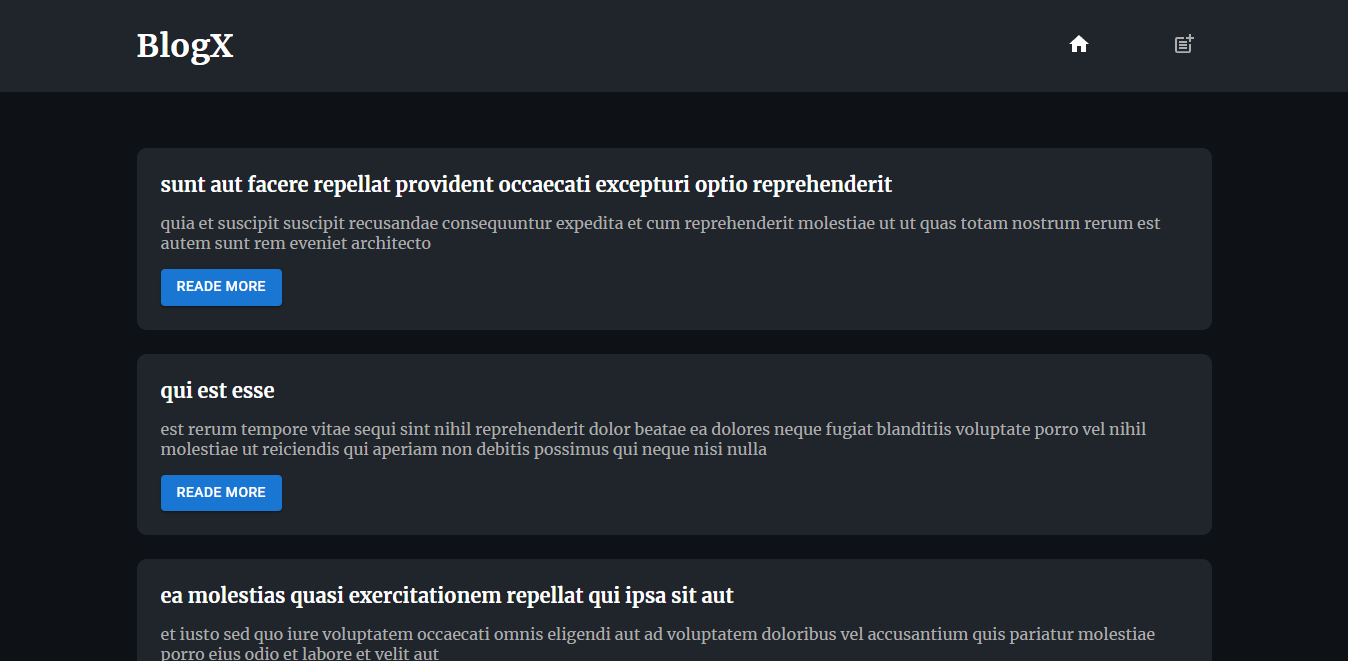 BlogX
sunt aut facere repellat provident occaecati excepturi optio reprehenderit
quia et suscipit suscipit recusandae consequuntur expedita et cum reprehenderit molestiae ut ut quas totam nostrum rerum est
autem sunt rem eveniet architecto
READE MORE
qui est esse
est rerum tempore vitae sequi sint nihil reprehenderit dolor beatae ea dolores neque fugiat blanditiis voluptate porro vel nihil
molestiae ut reiciendis qui aperiam non debitis possimus qui neque nisi nulla
READE MORE
ea molestias quasi exercitationem repellat qui ipsa sit aut
et iusto sed quo iure voluptatem occaecati omnis eligendi aut ad voluptatem doloribus vel accusantium quis pariatur molestiae
porro eius odio et labore et velit aut